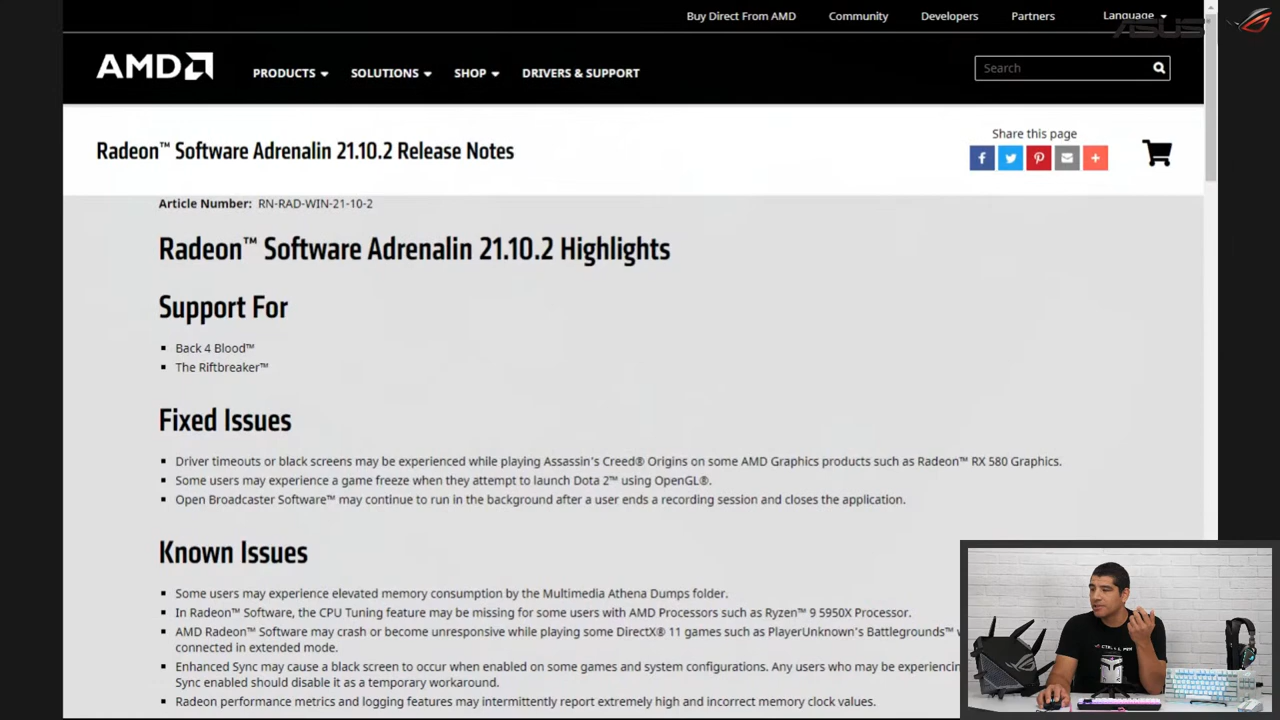 Buy Direct From AMD Community Developers Partners Language
ASUS
AMD PRODUCTS SOLUTIONS SHOP DRIVERS & SUPPORT Search
Radeon™ Software Adrenalin 21.10.2 Release Notes
Share this page
Article Number: RN-RAD-WIN-21-10-2
Radeon™ Software Adrenalin 21.10.2 Highlights
Support For
Back 4 Blood™
The Riftbreaker™
Fixed Issues
Driver timeouts or black screens may be experienced while playing Assassin's Creed® Origins on some AMD Graphics products such as Radeon™ RX 580 Graphics.
Some users may experience a game freeze when they attempt to launch Dota 2™ using OpenGL®.
Open Broadcaster Software™ may continue to run in the background after a user ends a recording session and closes the application.
Known Issues
Some users may experience elevated memory consumption by the Multimedia Athena Dumps folder.
In Radeon™ Software, the CPU Tuning feature may be missing for some users with AMD Processors such as Ryzen™ 9 5950X Processor.
AMD Radeon™ Software may crash or become unresponsive while playing some DirectX® 11 games such as PlayerUnknown's Battlegrounds™
connected in extended mode.
Enhanced Sync may cause a black screen to occur when enabled on some games and system configurations. Any users who may be experiencing
Sync enabled should disable it as a temporary workaround.
Radeon performance metrics and logging features may intermittently report extremely high and incorrect memory clock values.